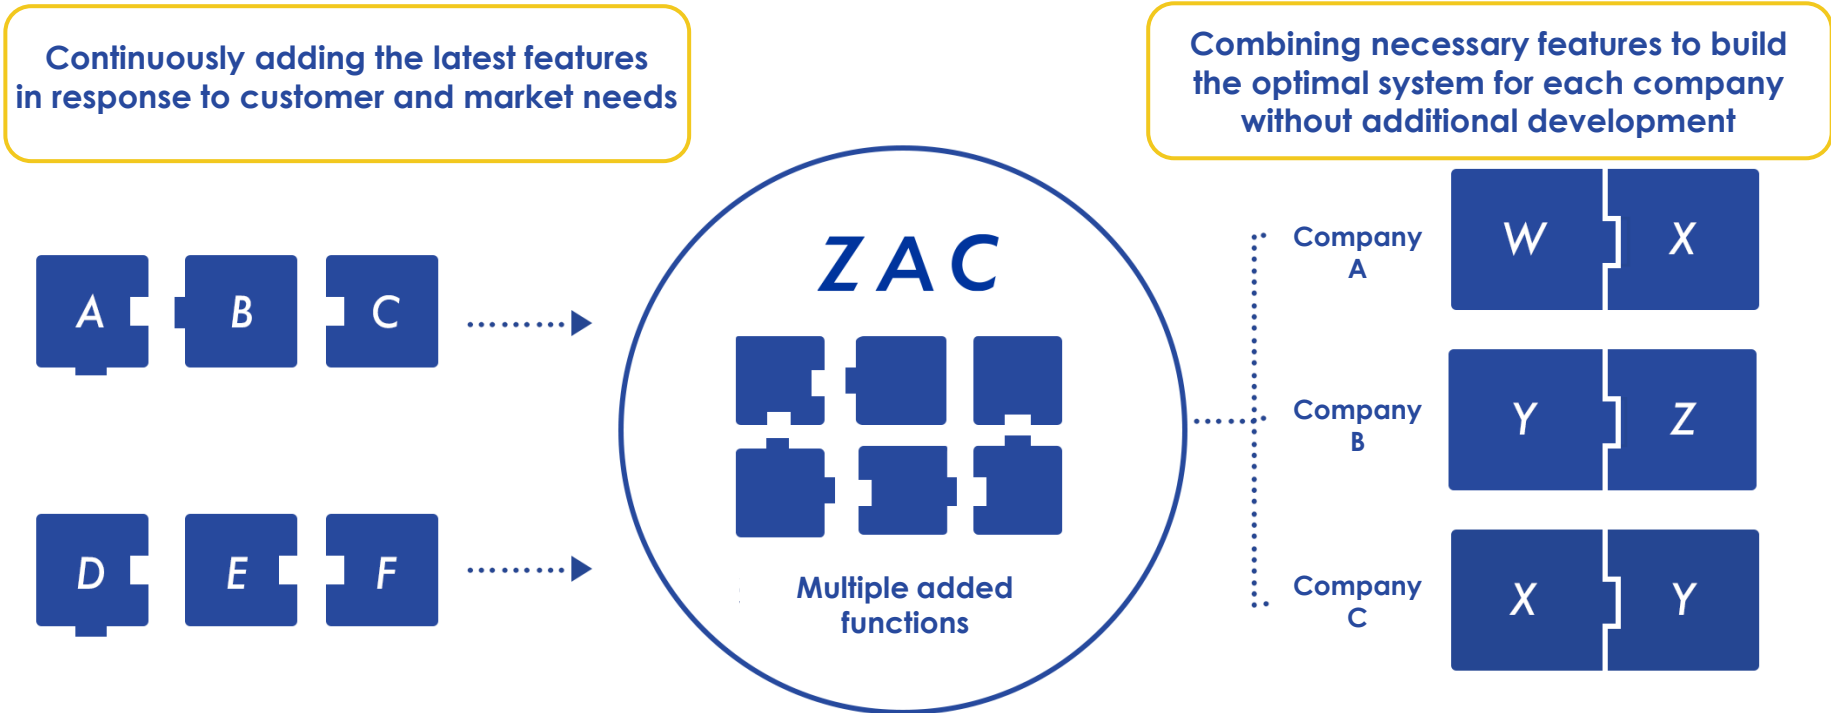 Continuously adding the latest features
in response to customer and market needs
Combining necessary features to build
the optimal system for each company
without additional development
A B C
D E F
ZAC
Multiple added
functions
Company
A
W X
Company
B
Y Z
Company
C
X Y